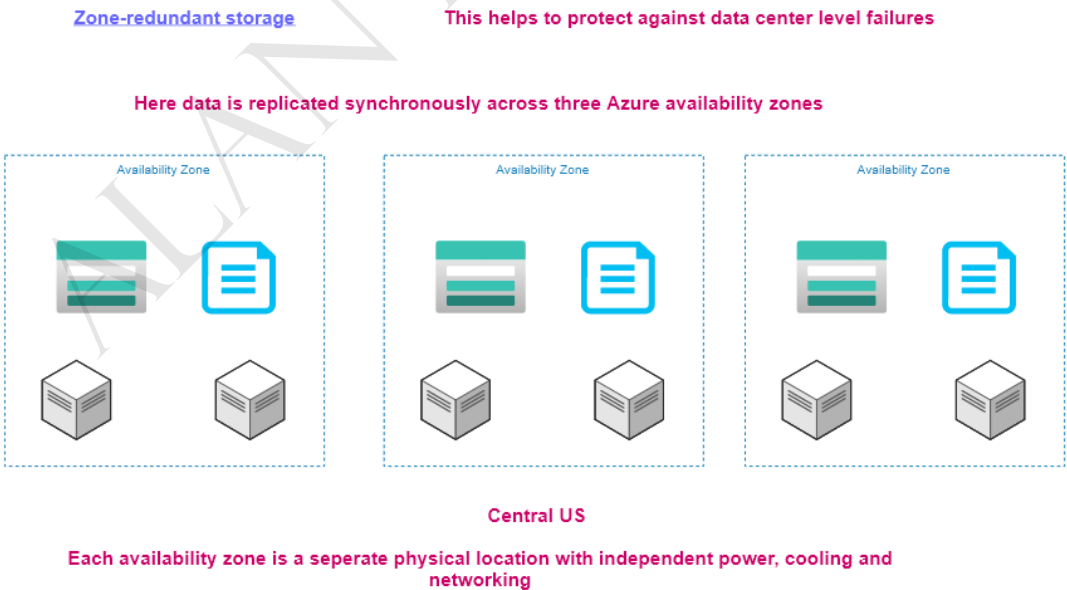 Zone-redundant storage
This helps to protect against data center level failures
Here data is replicated synchronously across three Azure availability zones
Availability Zone
Availability Zone
Availability Zone
Central US
Each availability zone is a seperate physical location with independent power, cooling and
networking
ALAN